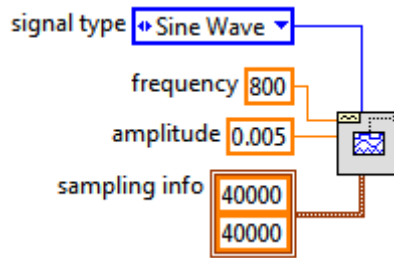 signal type Sine Wave
frequency 800
amplitude 0.005
sampling info 40000
40000